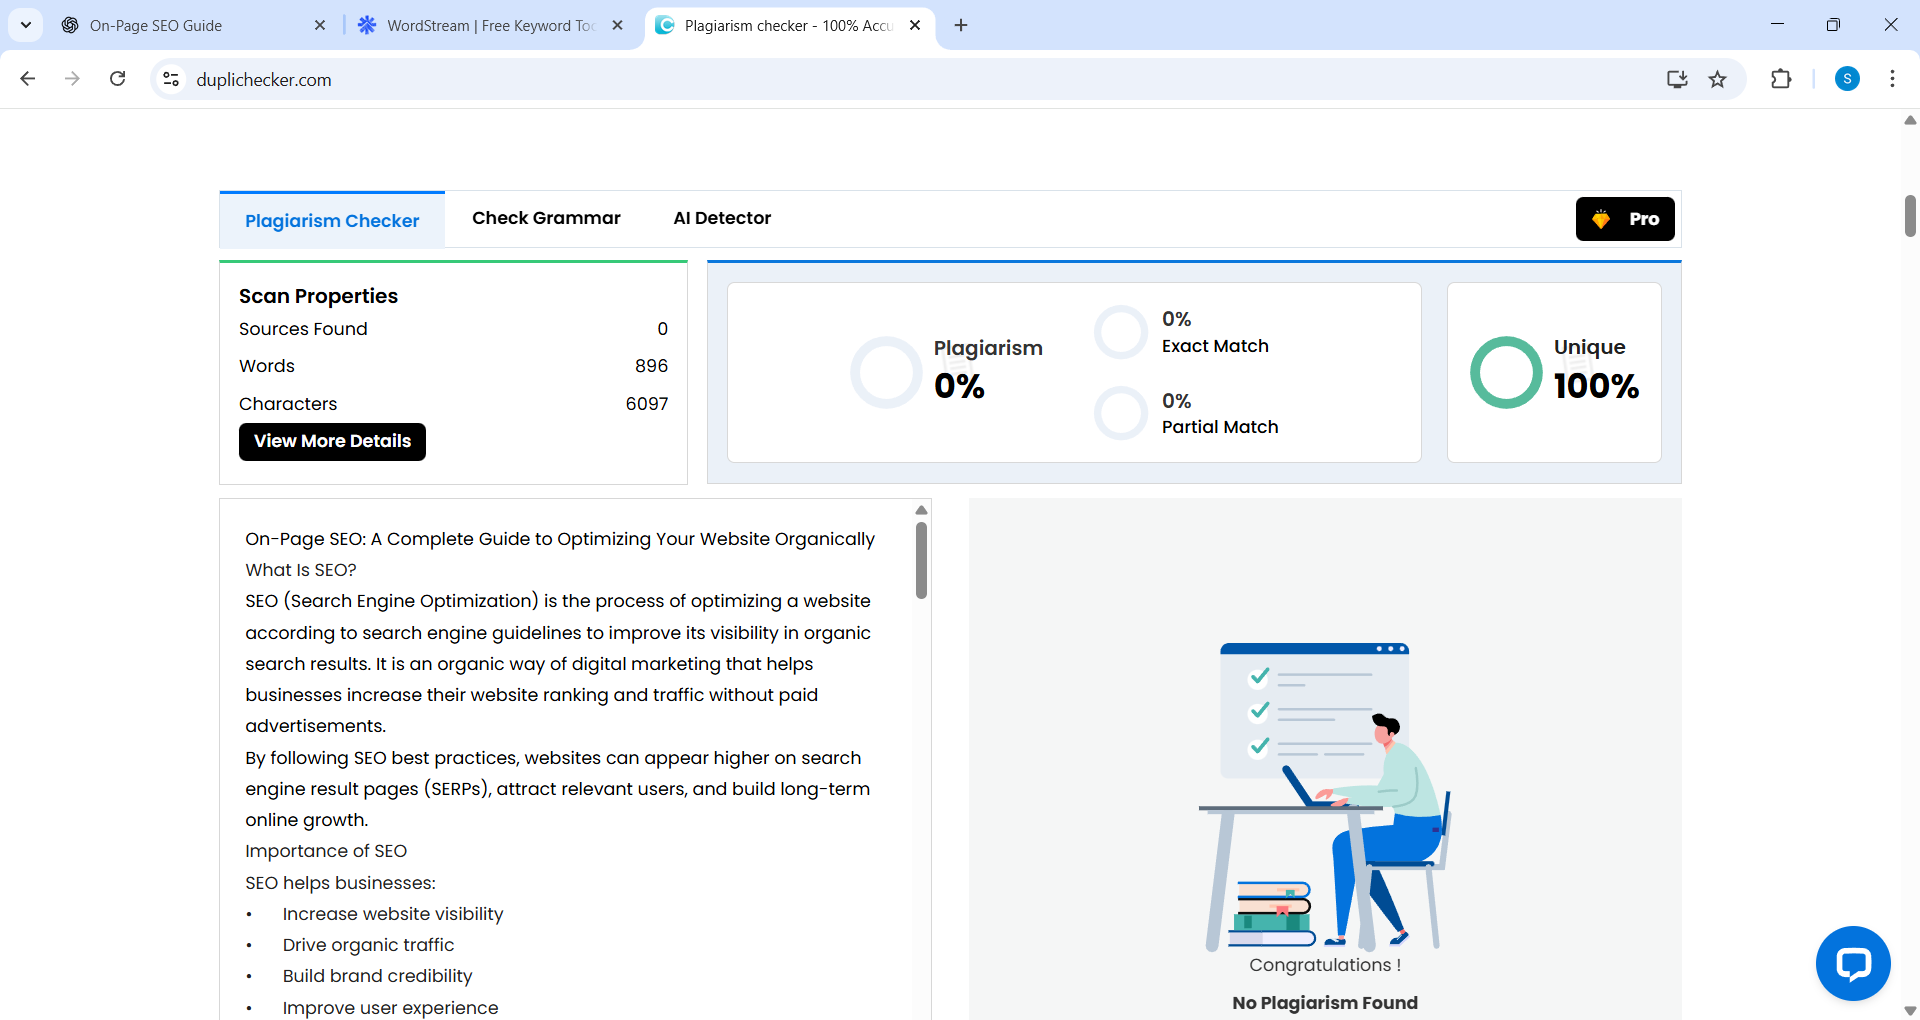 On-Page SEO Guide
WordStream | Free Keyword Too
Plagiarism checker - 100% Accu
duplichecker.com
S
Plagiarism Checker
Check Grammar
AI Detector
Pro
Scan Properties
Sources Found 0
Words 896
Characters 6097
View More Details
Plagiarism
0%
0%
Exact Match
0%
Partial Match
Unique
100%
On-Page SEO: A Complete Guide to Optimizing Your Website Organically
What Is SEO?
SEO (Search Engine Optimization) is the process of optimizing a website
according to search engine guidelines to improve its visibility in organic
search results. It is an organic way of digital marketing that helps
businesses increase their website ranking and traffic without paid
advertisements.
By following SEO best practices, websites can appear higher on search
engine result pages (SERPs), attract relevant users, and build long-term
online growth.
Importance of SEO
SEO helps businesses:
• Increase website visibility
• Drive organic traffic
• Build brand credibility
• Improve user experience
Congratulations !
No Plagiarism Found